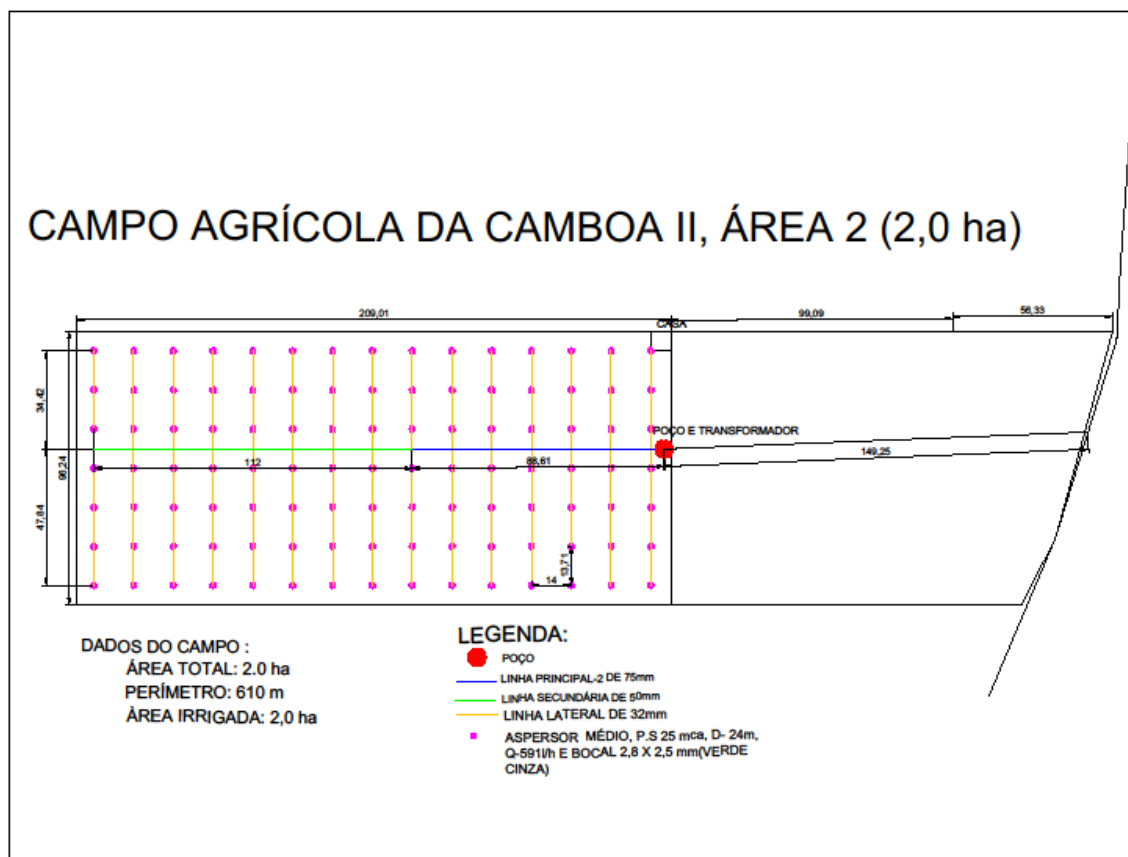 CAMPO AGRÍCOLA DA CAMBOA II, ÁREA 2 (2,0 ha)
209,01
99,09
56,33
CASA
34,42
POÇO E TRANSFORMADOR
96,24
112
88,61
149,25
47,84
13,71
14
DADOS DO CAMPO :
ÁREA TOTAL: 2.0 ha
PERÍMETRO: 610 m
ÀREA IRRIGADA: 2,0 ha
LEGENDA:
POÇO
LINHA PRINCIPAL-2 DE 75mm
LINHA SECUNDÁRIA DE 50mm
LINHA LATERAL DE 32mm
ASPERSOR MÉDIO, P.S 25 mca, D- 24m,
Q-591l/h E BOCAL 2,8 X 2,5 mm(VERDE
CINZA)